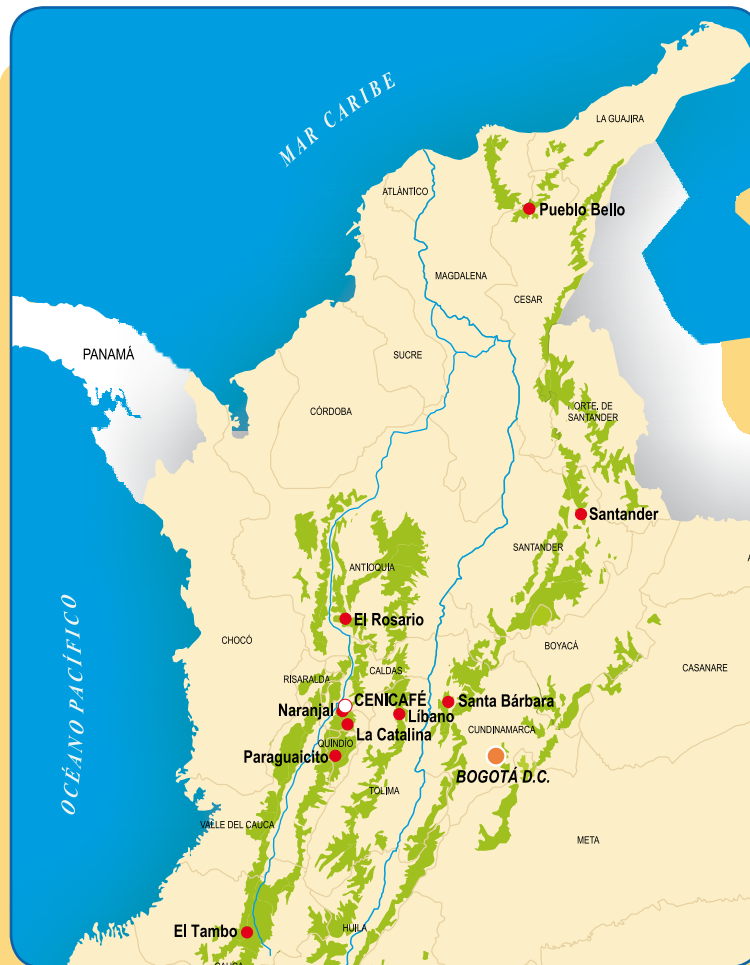 MAR CARIBE
LA GUAJIRA
ATLÁNTICO
Pueblo Bello
MAGDALENA
CESAR
PANAMÁ
SUCRE
CÓRDOBA
NORTE. DE
SANTANDER
Santander
SANTANDER
ANTIOQUIA
El Rosario
OCÉANO PACÍFICO
CHOCÓ
BOYACÁ
CASANARE
CALDAS
RISARALDA
CENICAFÉ
Santa Bárbara
Naranjal
Líbano
La Catalina
CUNDINAMARCA
QUINDÍO
Paraguaicito
BOGOTÁ D.C.
TOLIMA
VALLE DEL CAUCA
META
El Tambo
HUILA
CAUCA